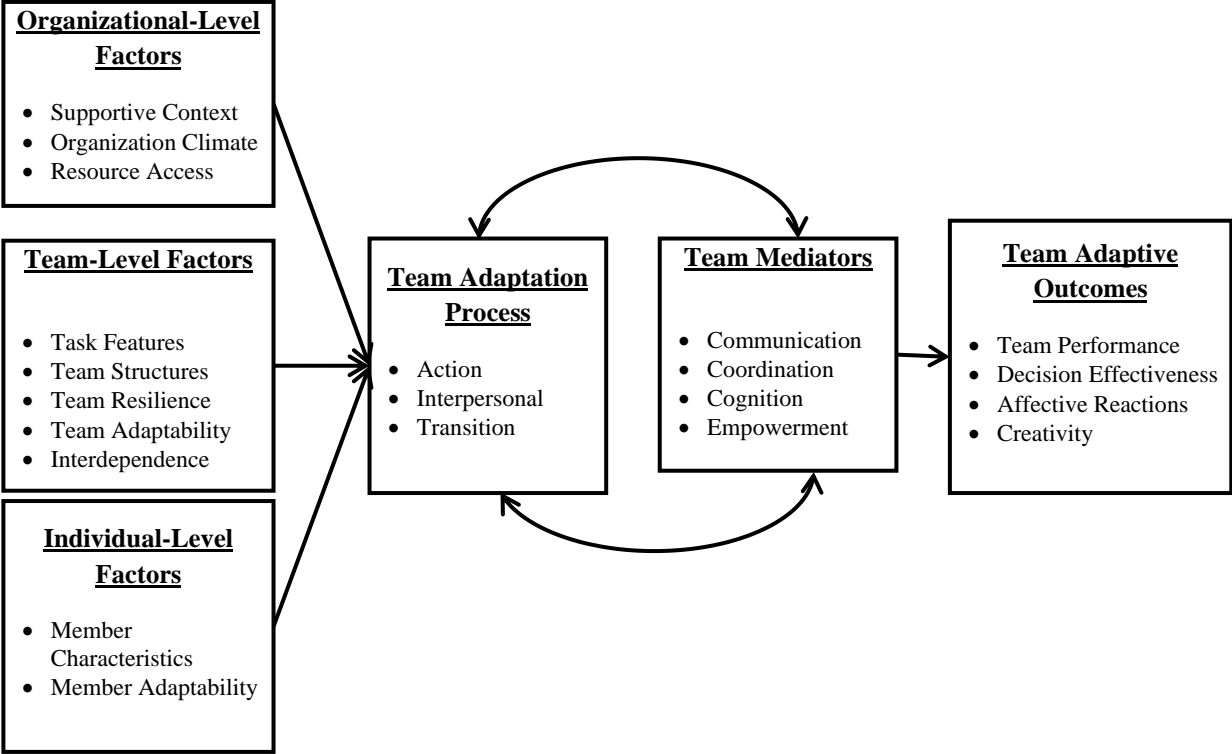 Organizational-Level
Factors
• Supportive Context
• Organization Climate
• Resource Access
Team-Level Factors
• Task Features
• Team Structures
• Team Resilience
• Team Adaptability
• Interdependence
Individual-Level
Factors
• Member
Characteristics
• Member Adaptability
Team Adaptation
Process
• Action
• Interpersonal
• Transition
Team Mediators
• Communication
• Coordination
• Cognition
• Empowerment
Team Adaptive
Outcomes
• Team Performance
• Decision Effectiveness
• Affective Reactions
• Creativity